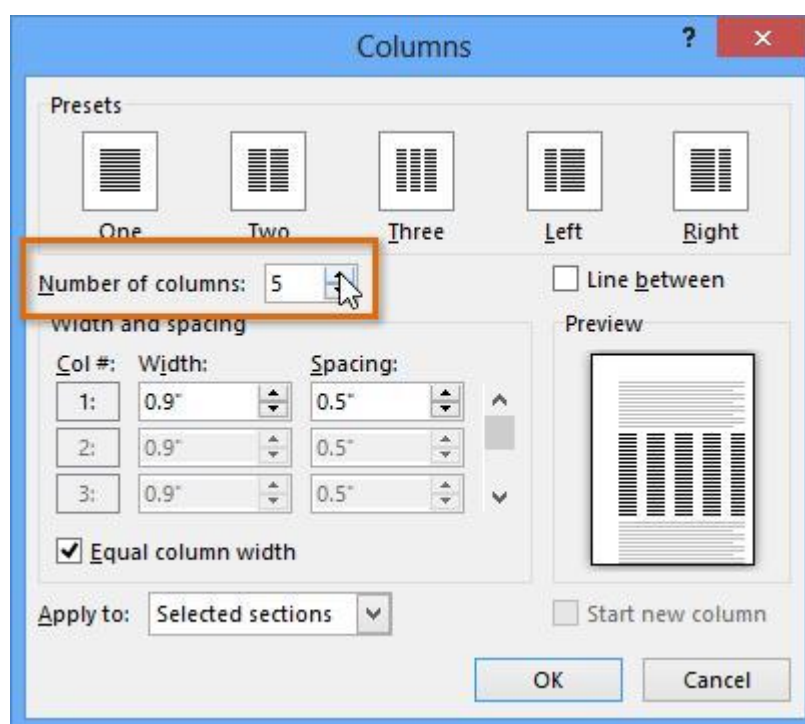 Columns ?
Presets
One Two Three Left Right
Number of columns: 5
Line between
Width and spacing
Preview
Col #: Width: Spacing:
1: 0.9" 0.5"
2: 0.9" 0.5"
3: 0.9" 0.5"
Equal column width
Apply to: Selected sections
Start new column
OK Cancel